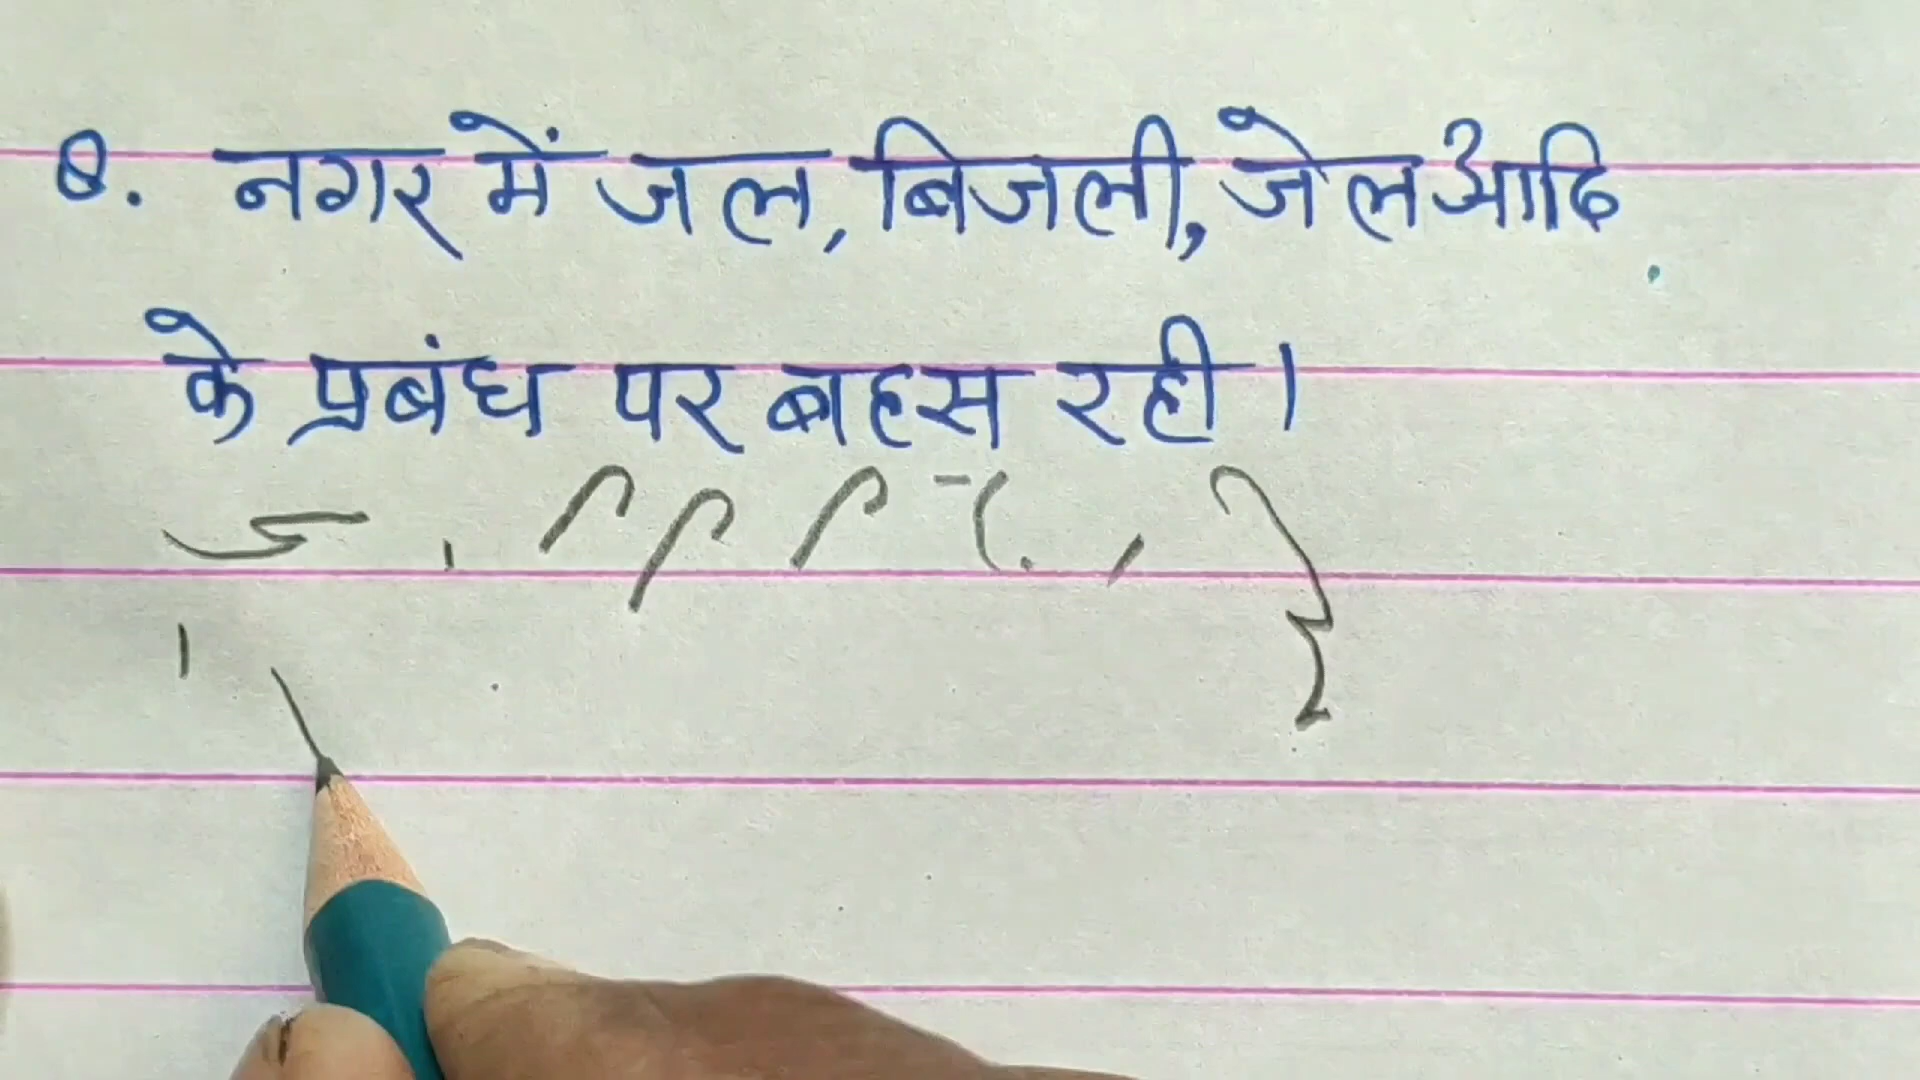 8. नगर में जल, बिजली, जेल आदि
के प्रबंध पर बहस रही।